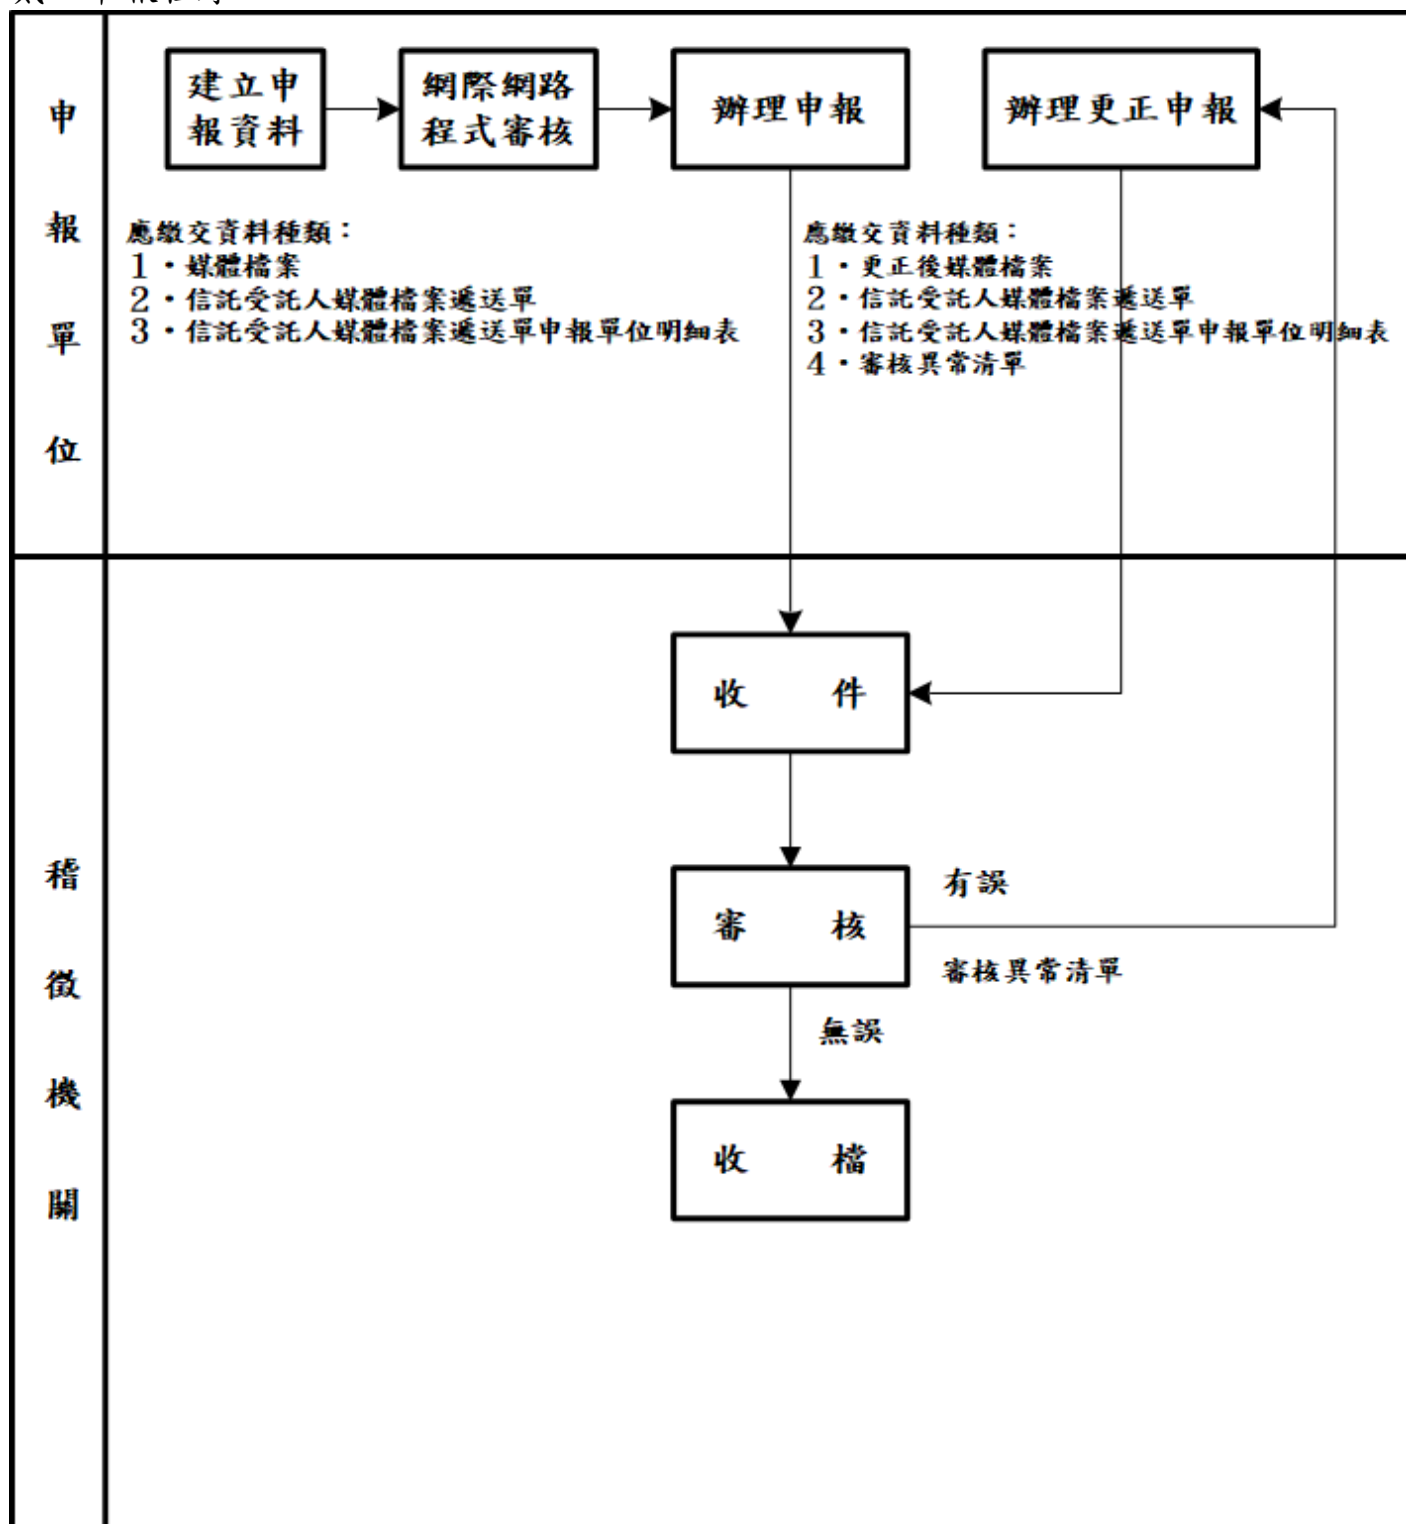 申報單位
建立申
報資料
網際網路
程式審核
辦理申報
辦理更正申報
應繳交資料種類：
1・媒體檔案
2・信託受託人媒體檔案遞送單
3・信託受託人媒體檔案遞送單申報單位明細表
應繳交資料種類：
1・更正後媒體檔案
2・信託受託人媒體檔案遞送單
3・信託受託人媒體檔案遞送單申報單位明細表
4・審核異常清單
稽徵機關
收件
審核
有誤
審核異常清單
無誤
收檔